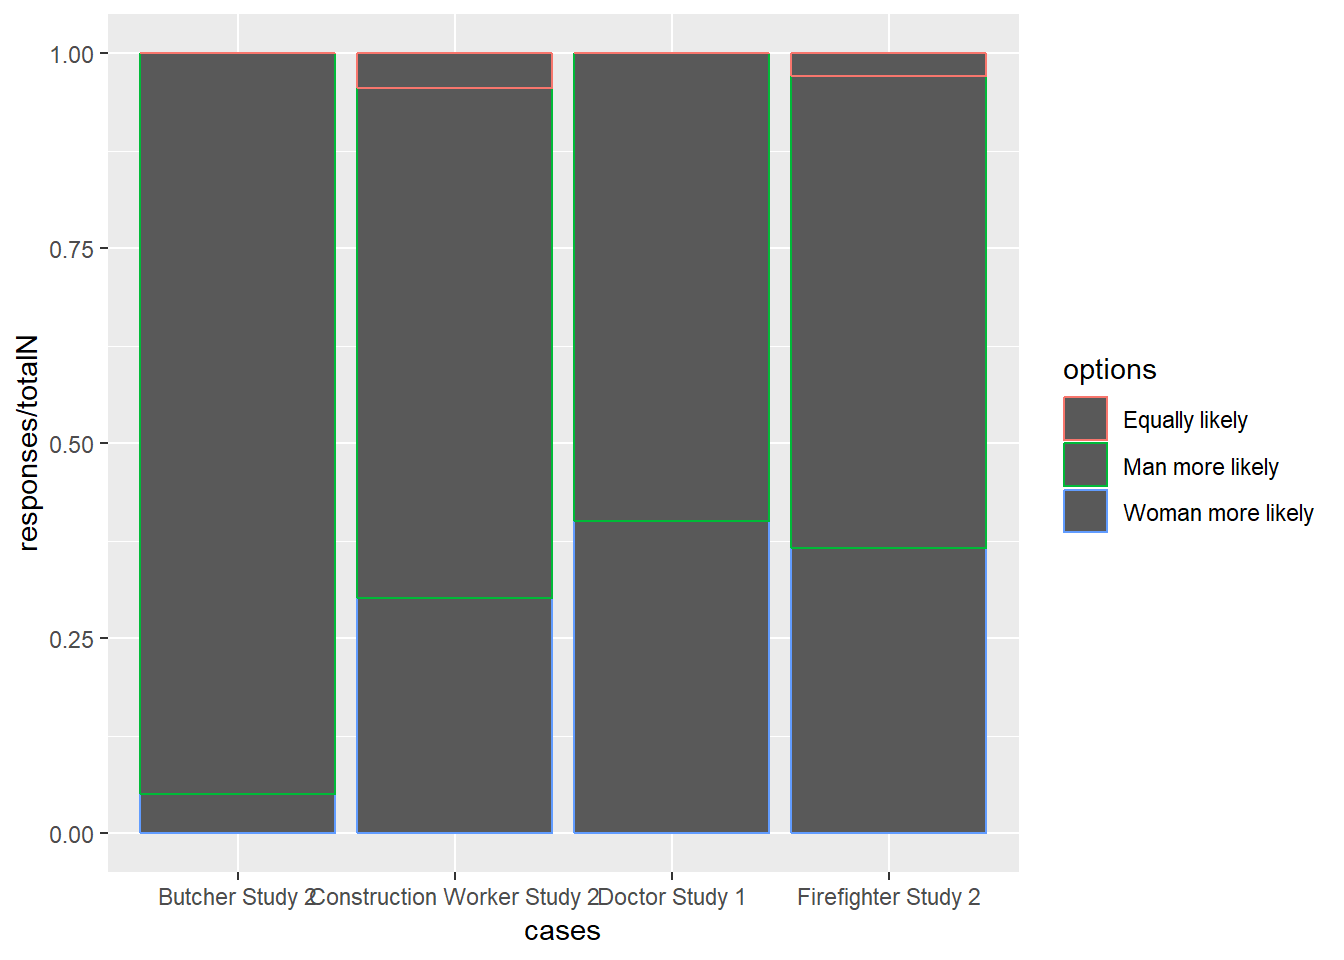 1.00
0.75
0.50
0.25
0.00
responses/totalN
Butcher Study 2
Construction Worker Study 2
Doctor Study 1
Firefighter Study 2
cases
options
Equally likely
Man more likely
Woman more likely